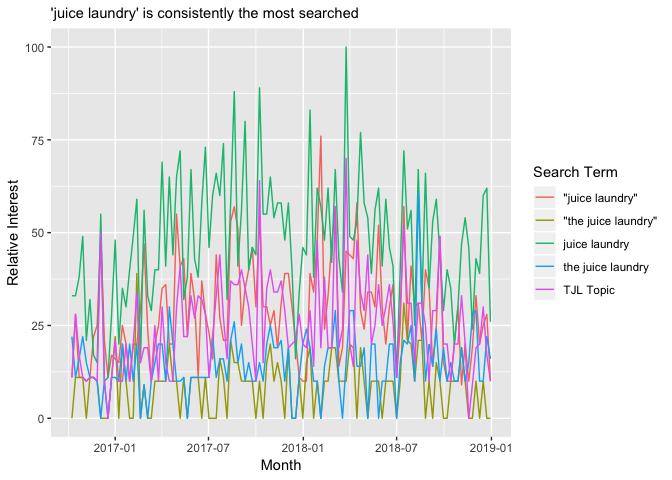 'juice laundry' is consistently the most searched
100
75
50
25
0
Relative Interest
2017-01 2017-07 2018-01 2018-07 2019-01
Month
Search Term
"juice laundry"
"the juice laundry"
juice laundry
the juice laundry
TJL Topic